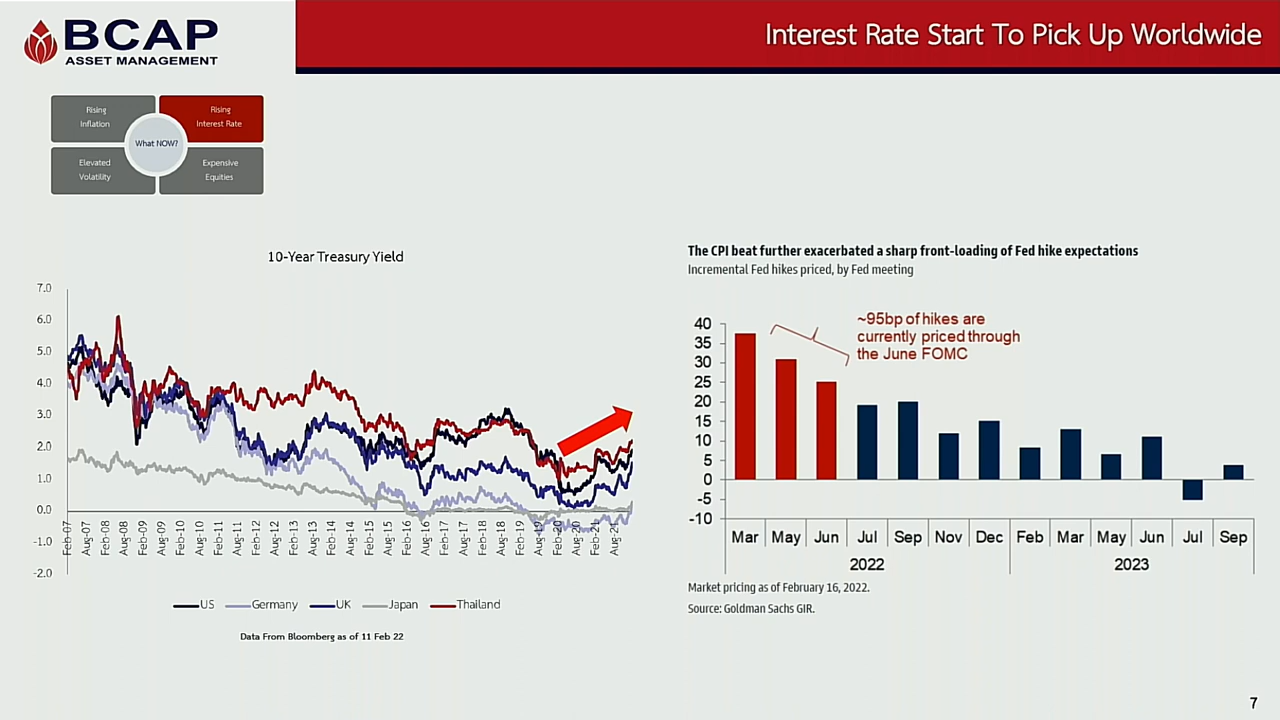 BCAP
ASSET MANAGEMENT
Interest Rate Start To Pick Up Worldwide
Rising
Inflation
Rising
Interest Rate
What NOW?
Elevated
Volatility
Expensive
Equities
10-Year Treasury Yield
7.0
6.0
5.0
4.0
3.0
2.0
1.0
0.0
-1.0
-2.0
Feb-07
Aug-07
Feb-08
Aug-08
Feb-09
Aug-09
Feb-10
Aug-10
Feb-11
Aug-11
Feb-12
Aug-12
Feb-13
Aug-13
Feb-14
Aug-14
Feb-15
Aug-15
Feb-16
Aug-16
Feb-17
Aug-17
Feb-18
Aug-18
Feb-19
Aug-19
Feb-20
Aug-20
Feb-21
Aug-21
US
Germany
UK
Japan
Thailand
Data From Bloomberg as of 11 Feb 22
The CPI beat further exacerbated a sharp front-loading of Fed hike expectations
Incremental Fed hikes priced, by Fed meeting
~95bp of hikes are
currently priced through
the June FOMC
40
35
30
25
20
15
10
5
0
-5
-10
Mar May Jun Jul Sep Nov Dec Feb Mar May Jun Jul Sep
2022 2023
Market pricing as of February 16, 2022.
Source: Goldman Sachs GIR.
7